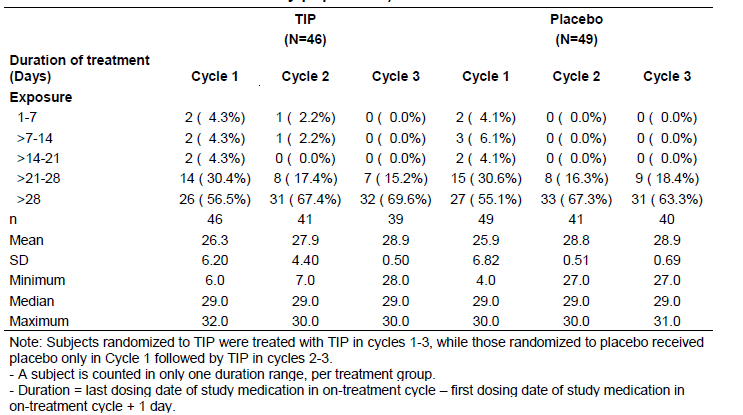 TIP Placebo
(N=46) (N=49)
Duration of treatment
(Days) Cycle 1 Cycle 2 Cycle 3 Cycle 1 Cycle 2 Cycle 3
Exposure
1-7 2 ( 4.3%) 1 ( 2.2%) 0 ( 0.0%) 2 ( 4.1%) 0 ( 0.0%) 0 ( 0.0%)
>7-14 2 ( 4.3%) 1 ( 2.2%) 0 ( 0.0%) 3 ( 6.1%) 0 ( 0.0%) 0 ( 0.0%)
>14-21 2 ( 4.3%) 0 ( 0.0%) 0 ( 0.0%) 2 ( 4.1%) 0 ( 0.0%) 0 ( 0.0%)
>21-28 14 ( 30.4%) 8 ( 17.4%) 7 ( 15.2%) 15 ( 30.6%) 8 ( 16.3%) 9 ( 18.4%)
>28 26 ( 56.5%) 31 ( 67.4%) 32 ( 69.6%) 27 ( 55.1%) 33 ( 67.3%) 31 ( 63.3%)
n 46 41 39 49 41 40
Mean 26.3 27.9 28.9 25.9 28.8 28.9
SD 6.20 4.40 0.50 6.82 0.51 0.69
Minimum 6.0 7.0 28.0 4.0 27.0 27.0
Median 29.0 29.0 29.0 29.0 29.0 29.0
Maximum 32.0 30.0 30.0 30.0 30.0 31.0
Note: Subjects randomized to TIP were treated with TIP in cycles 1-3, while those randomized to placebo received
placebo only in Cycle 1 followed by TIP in cycles 2-3.
- A subject is counted in only one duration range, per treatment group.
- Duration = last dosing date of study medication in on-treatment cycle – first dosing date of study medication in
on-treatment cycle + 1 day.